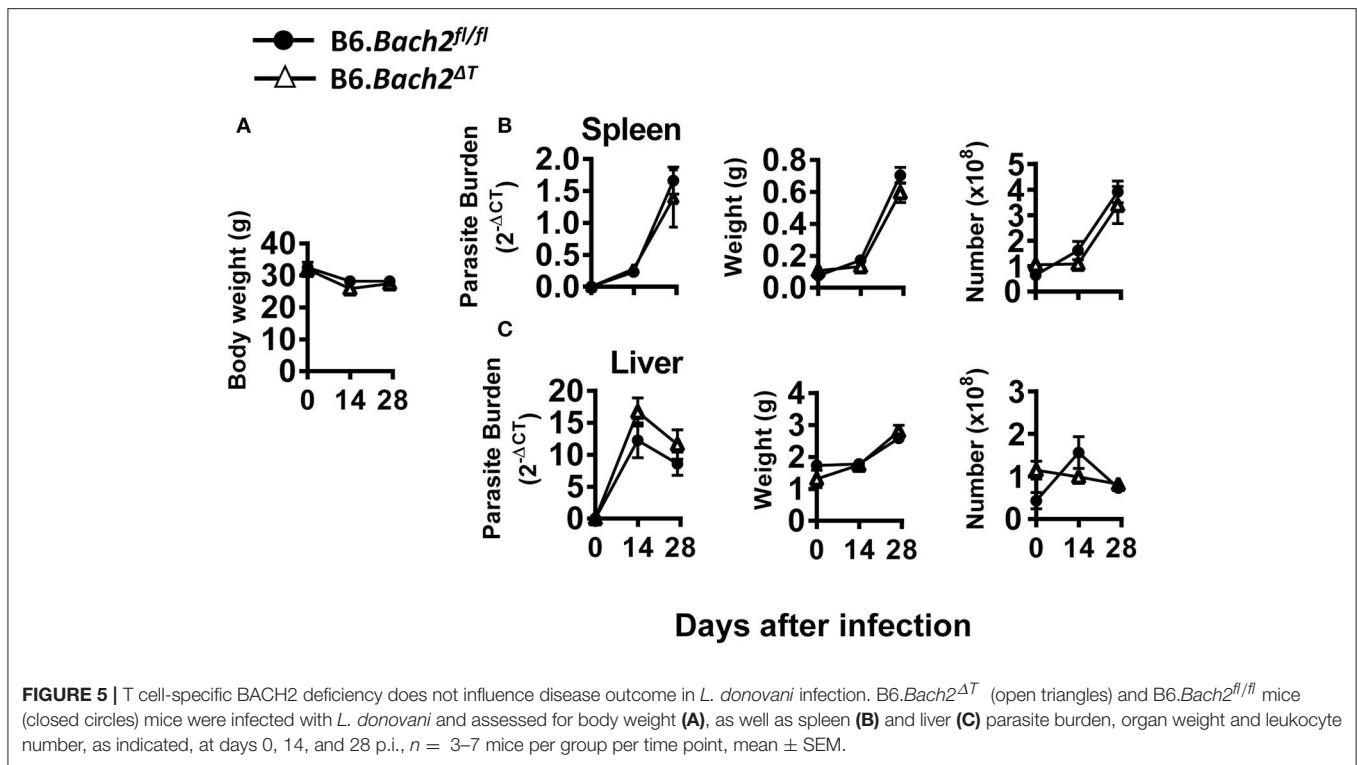 B6.Bach2fl/fl
B6.Bach2ΔT
A
Body weight (g)
40
30
20
10
0
0 14 28
B
Spleen
Parasite Burden
(2-ΔCT)
2.0
1.5
1.0
0.5
0.0
Weight (g)
0.8
0.6
0.4
0.2
0.0
Number (x10⁸)
5
4
3
2
1
0
C
Liver
Parasite Burden
(2-ΔCT)
20
15
10
5
0
0 14 28
Weight (g)
4
3
2
1
0
0 14 28
Number (x10⁸)
3
2
1
0
0 14 28
Days after infection
FIGURE 5 | T cell-specific BACH2 deficiency does not influence disease outcome in L. donovani infection. B6.Bach2ΔT (open triangles) and B6.Bach2fl/fl mice
(closed circles) mice were infected with L. donovani and assessed for body weight (A), as well as spleen (B) and liver (C) parasite burden, organ weight and leukocyte
number, as indicated, at days 0, 14, and 28 p.i., n = 3–7 mice per group per time point, mean ± SEM.